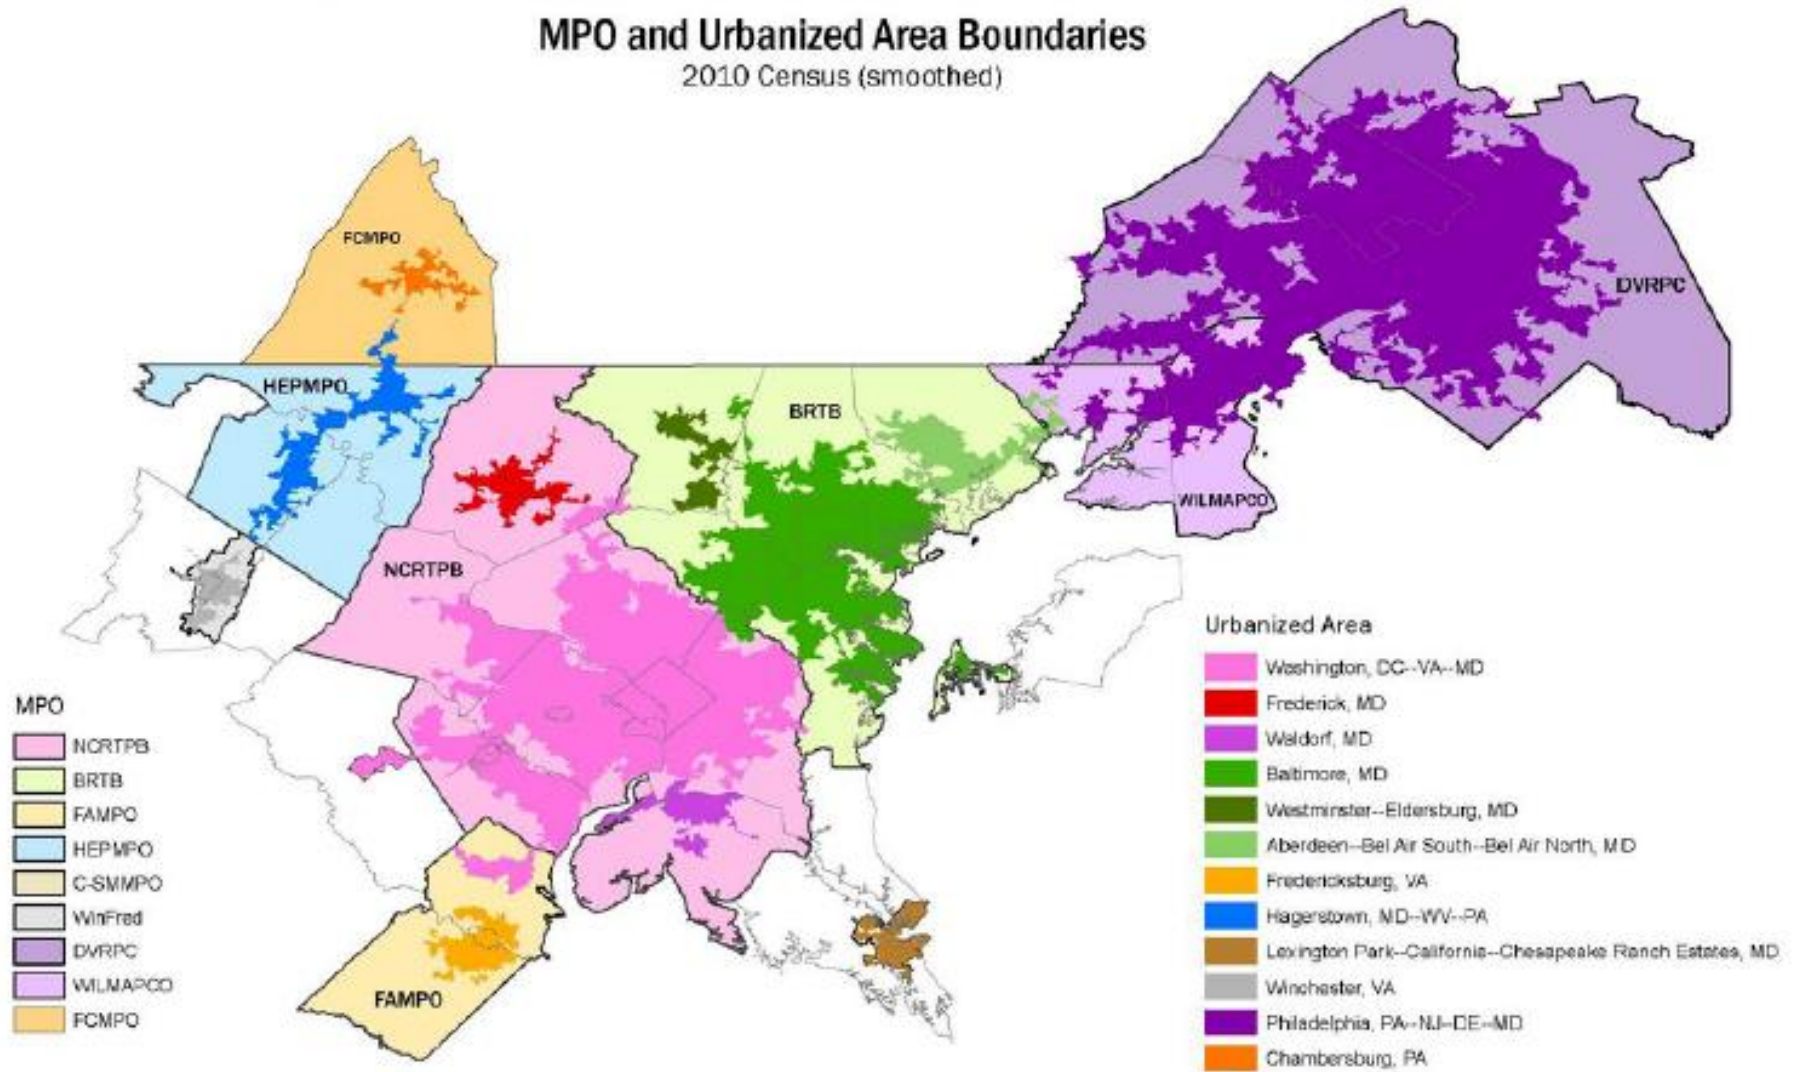 MPO and Urbanized Area Boundaries
2010 Census (smoothed)
FCMPO
DVRPC
HEPMPO
BRTB
WILMAPCO
NCRTPB
FAMPO
MPO
NCRTPB
BRTB
FAMPO
HEPMPO
C-SMMPO
WinFred
DVRPC
WILMAPCO
FCMPO
Urbanized Area
Washington, DC--VA--MD
Frederick, MD
Waldorf, MD
Baltimore, MD
Westminster--Eldersburg, MD
Aberdeen--Bel Air South--Bel Air North, MD
Fredericksburg, VA
Hagerstown, MD--WV--PA
Lexington Park--California--Chesapeake Ranch Estates, MD
Winchester, VA
Philadelphia, PA--NJ--DE--MD
Chambersburg, PA